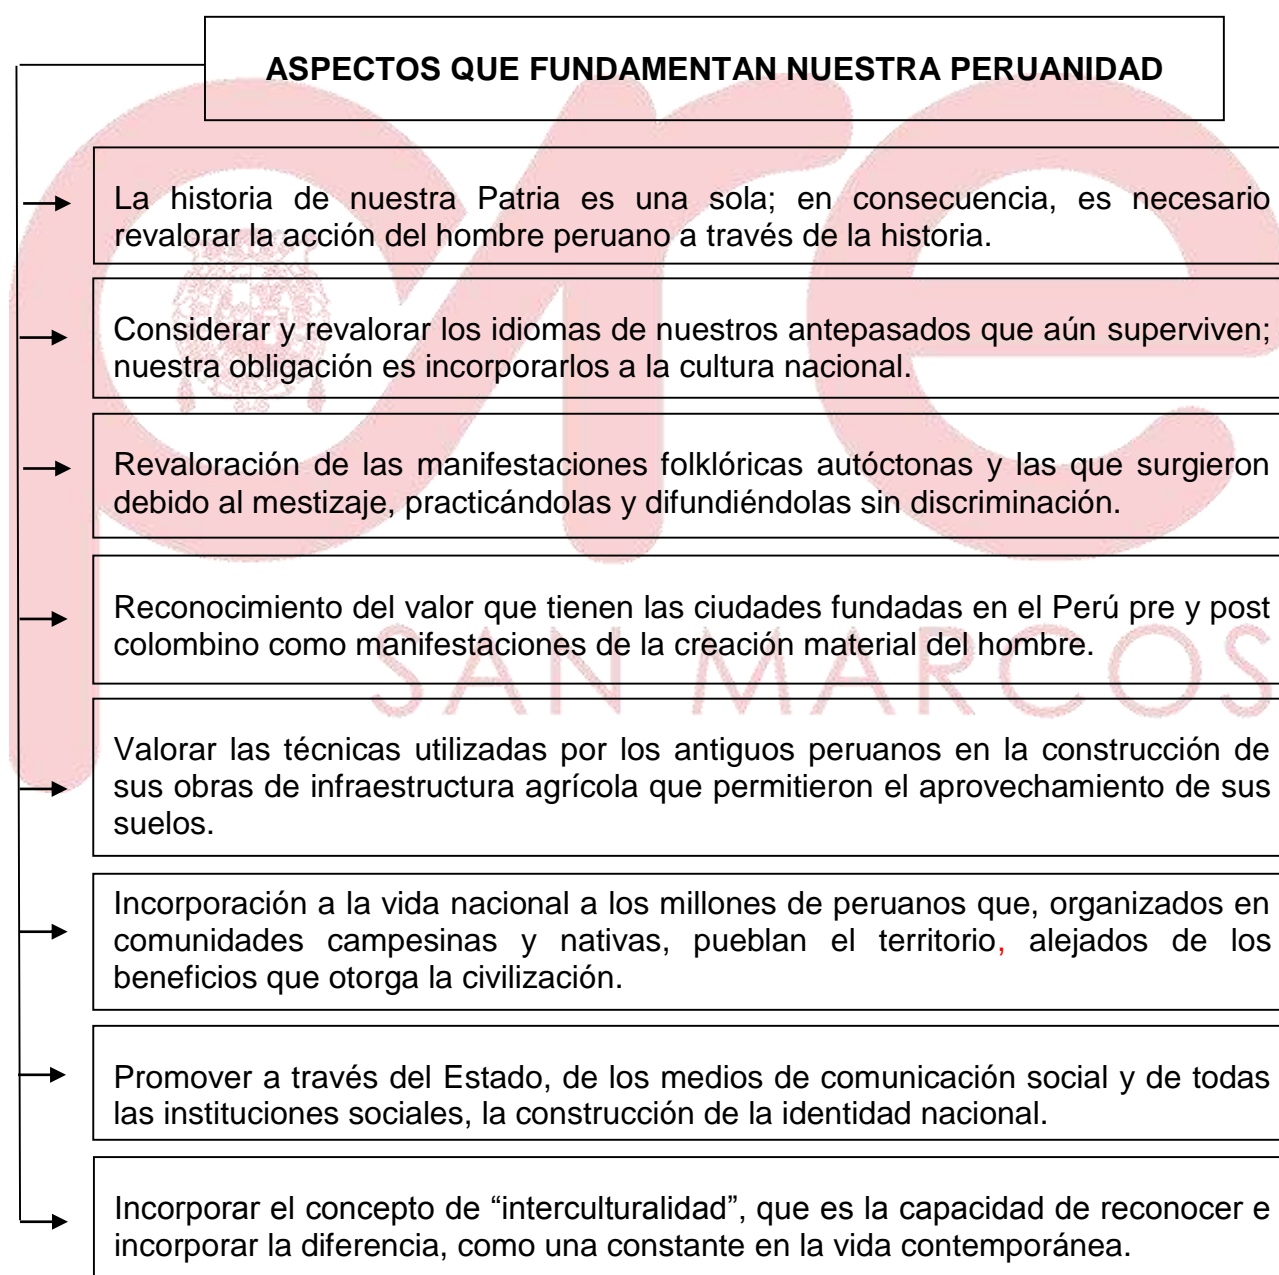 ASPECTOS QUE FUNDAMENTAN NUESTRA PERUANIDAD
La historia de nuestra Patria es una sola; en consecuencia, es necesario
revalorar la acción del hombre peruano a través de la historia.
Considerar y revalorar los idiomas de nuestros antepasados que aún superviven;
nuestra obligación es incorporarlos a la cultura nacional.
Revaloración de las manifestaciones folklóricas autóctonas y las que surgieron
debido al mestizaje, practicándolas y difundiéndolas sin discriminación.
Reconocimiento del valor que tienen las ciudades fundadas en el Perú pre y post
colombino como manifestaciones de la creación material del hombre.
Valorar las técnicas utilizadas por los antiguos peruanos en la construcción de
sus obras de infraestructura agrícola que permitieron el aprovechamiento de sus
suelos.
Incorporación a la vida nacional a los millones de peruanos que, organizados en
comunidades campesinas y nativas, pueblan el territorio, alejados de los
beneficios que otorga la civilización.
Promover a través del Estado, de los medios de comunicación social y de todas
las instituciones sociales, la construcción de la identidad nacional.
Incorporar el concepto de “interculturalidad”, que es la capacidad de reconocer e
incorporar la diferencia, como una constante en la vida contemporánea.
pre
SAN MARCOS